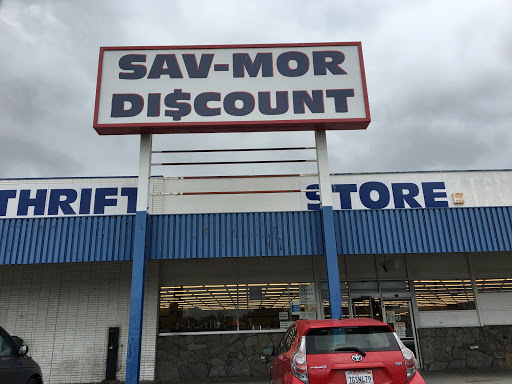 SAV-MOR
DI$COUNT
THRIFT STORE